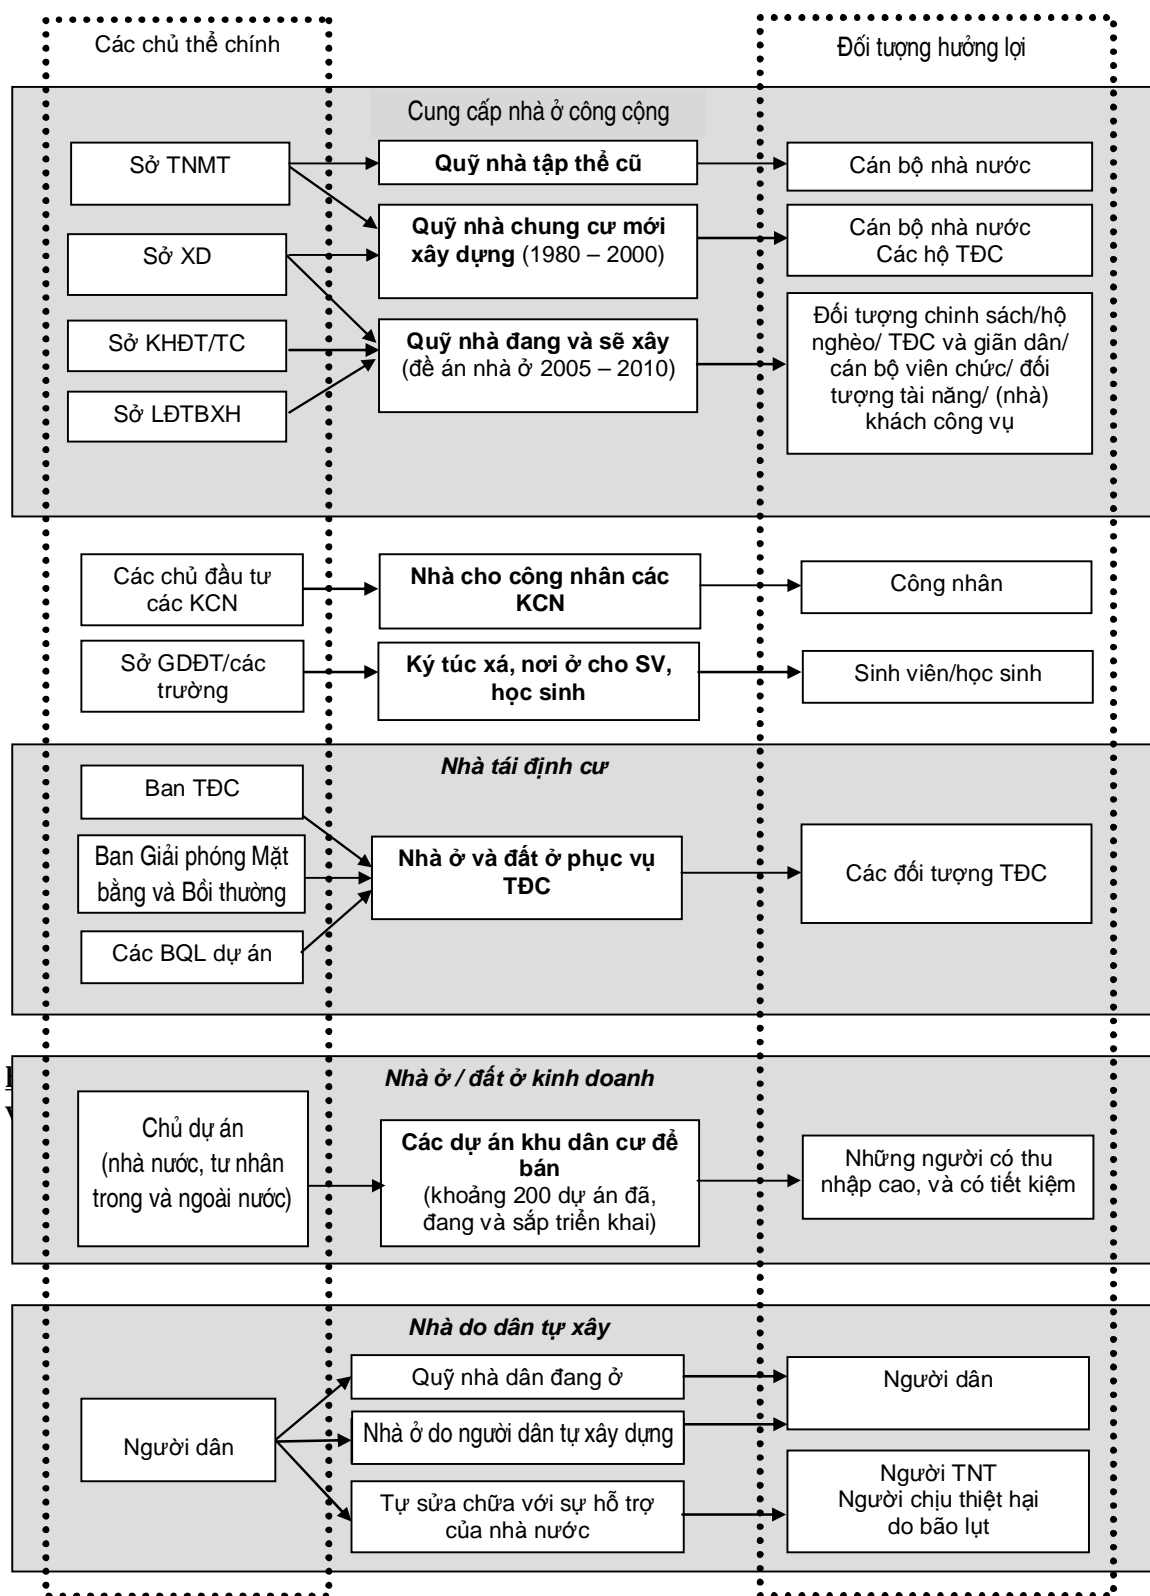 Các chủ thể chính
Đối tượng hưởng lợi
Cung cấp nhà ở công cộng
Sở TNMT
Quỹ nhà tập thể cũ
Cán bộ nhà nước
Sở XD
Quỹ nhà chung cư mới
xây dựng (1980 – 2000)
Cán bộ nhà nước
Các hộ TĐC
Sở KHĐT/TC
Sở LĐTBXH
Quỹ nhà đang và sẽ xây
(đề án nhà ở 2005 – 2010)
Đối tượng chinh sách/hộ
nghèo/ TĐC và giãn dân/
cán bộ viên chức/ đối
tượng tài năng/ (nhà)
khách công vụ
Các chủ đầu tư
các KCN
Nhà cho công nhân các
KCN
Công nhân
Sở GDĐT/các
trường
Ký túc xá, nơi ở cho SV,
học sinh
Sinh viên/học sinh
Nhà tái định cư
Ban TĐC
Ban Giải phóng Mặt
bằng và Bồi thường
Các BQL dự án
Nhà ở và đất ở phục vụ
TĐC
Các đối tượng TĐC
Nhà ở / đất ở kinh doanh
Chủ dự án
(nhà nước, tư nhân
trong và ngoài nước)
Các dự án khu dân cư để
bán
(khoảng 200 dự án đã,
đang và sắp triển khai)
Những người có thu
nhập cao, và có tiết kiệm
Nhà do dân tự xây
Người dân
Quỹ nhà dân đang ở
Nhà ở do người dân tự xây dựng
Người dân
Tự sửa chữa với sự hỗ trợ
của nhà nước
Người TNT
Người chịu thiệt hại
do bão lụt